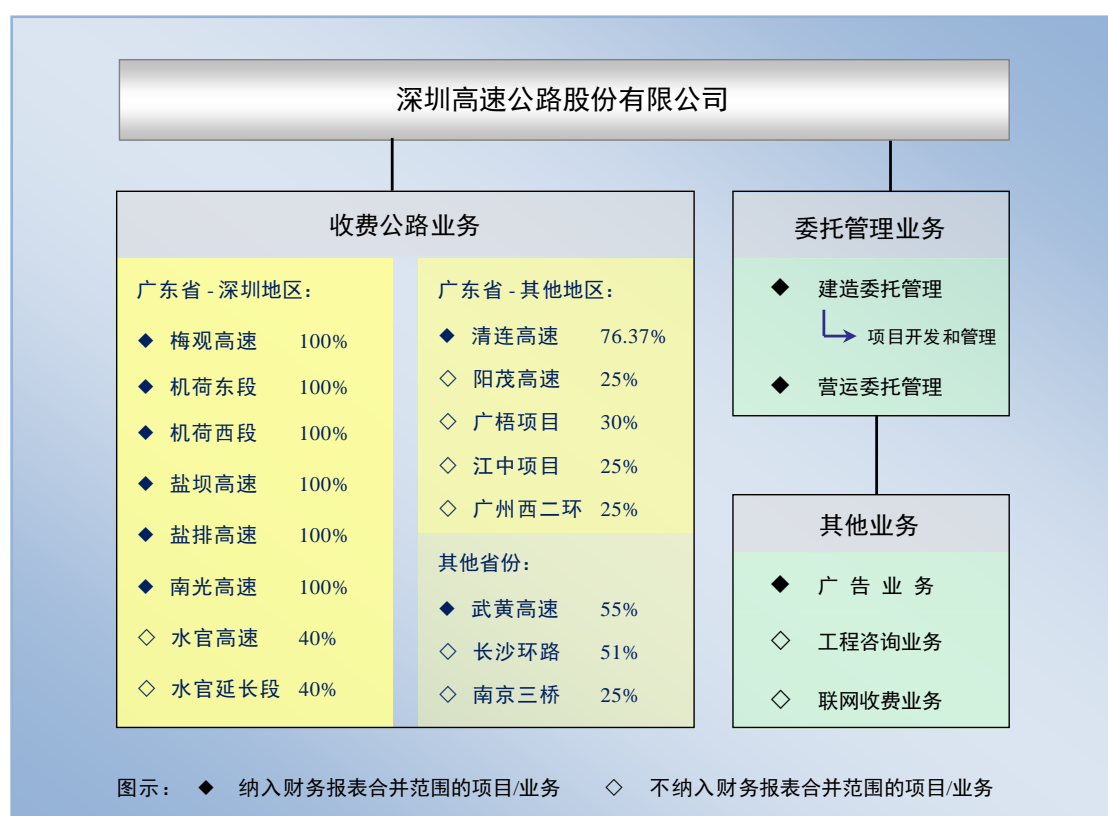 深圳高速公路股份有限公司
收费公路业务
广东省 - 深圳地区：
◆ 梅观高速 100%
◆ 机荷东段 100%
◆ 机荷西段 100%
◆ 盐坝高速 100%
◆ 盐排高速 100%
◆ 南光高速 100%
◇ 水官高速 40%
◇ 水官延长段 40%
广东省 - 其他地区：
◆ 清连高速 76.37%
◇ 阳茂高速 25%
◇ 广梧项目 30%
◇ 江中项目 25%
◇ 广州西二环 25%
其他省份：
◆ 武黄高速 55%
◇ 长沙环路 51%
◇ 南京三桥 25%
委托管理业务
◆ 建造委托管理
项目开发和管理
◆ 营运委托管理
其他业务
◆ 广 告 业 务
◇ 工程咨询业务
◇ 联网收费业务
图示： ◆ 纳入财务报表合并范围的项目/业务 ◇ 不纳入财务报表合并范围的项目/业务